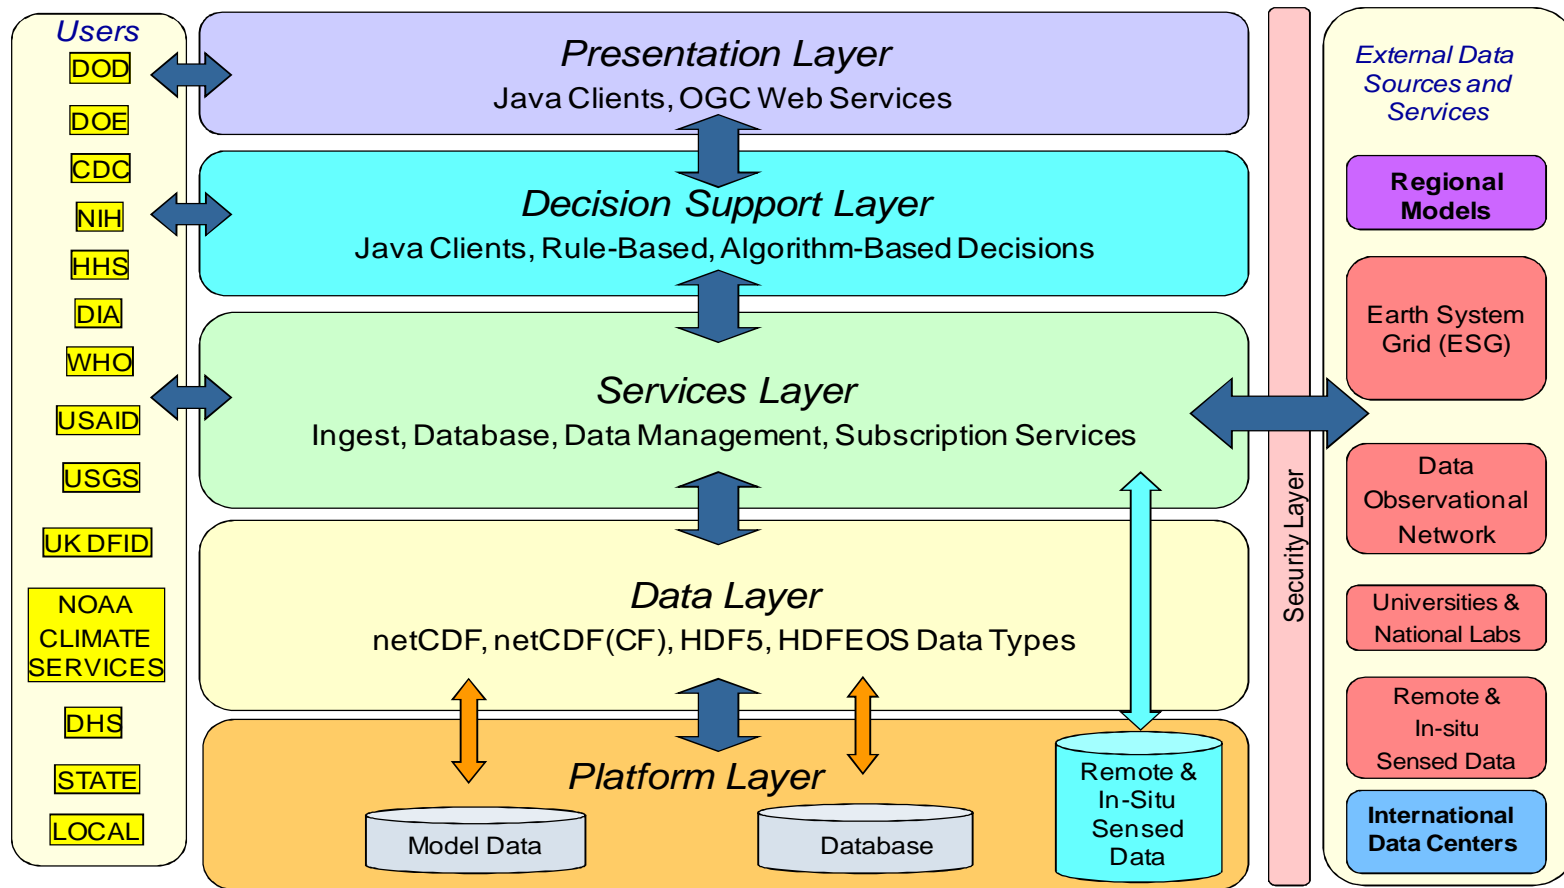 Users
DOD
DOE
CDC
NIH
HHS
DIA
WHO
USAID
USGS
UK DFID
NOAA
CLIMATE
SERVICES
DHS
STATE
LOCAL
Presentation Layer
Java Clients, OGC Web Services
Decision Support Layer
Java Clients, Rule-Based, Algorithm-Based Decisions
Services Layer
Ingest, Database, Data Management, Subscription Services
Data Layer
netCDF, netCDF(CF), HDF5, HDFEOS Data Types
Platform Layer
Model Data
Database
Remote &
In-Situ
Sensed
Data
Security Layer
External Data
Sources and
Services
Regional
Models
Earth System
Grid (ESG)
Data
Observational
Network
Universities &
National Labs
Remote &
In-situ
Sensed Data
International
Data Centers